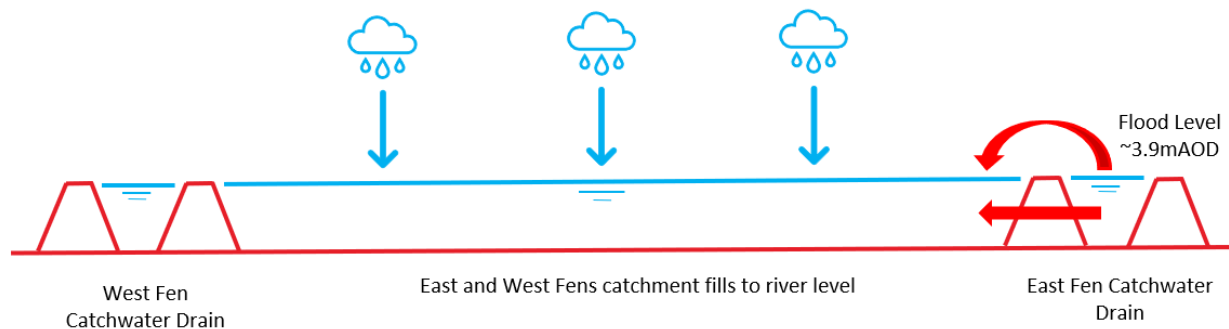 Flood Level
~3.9mAOD
West Fen
Catchwater Drain
East and West Fens catchment fills to river level
East Fen Catchwater
Drain